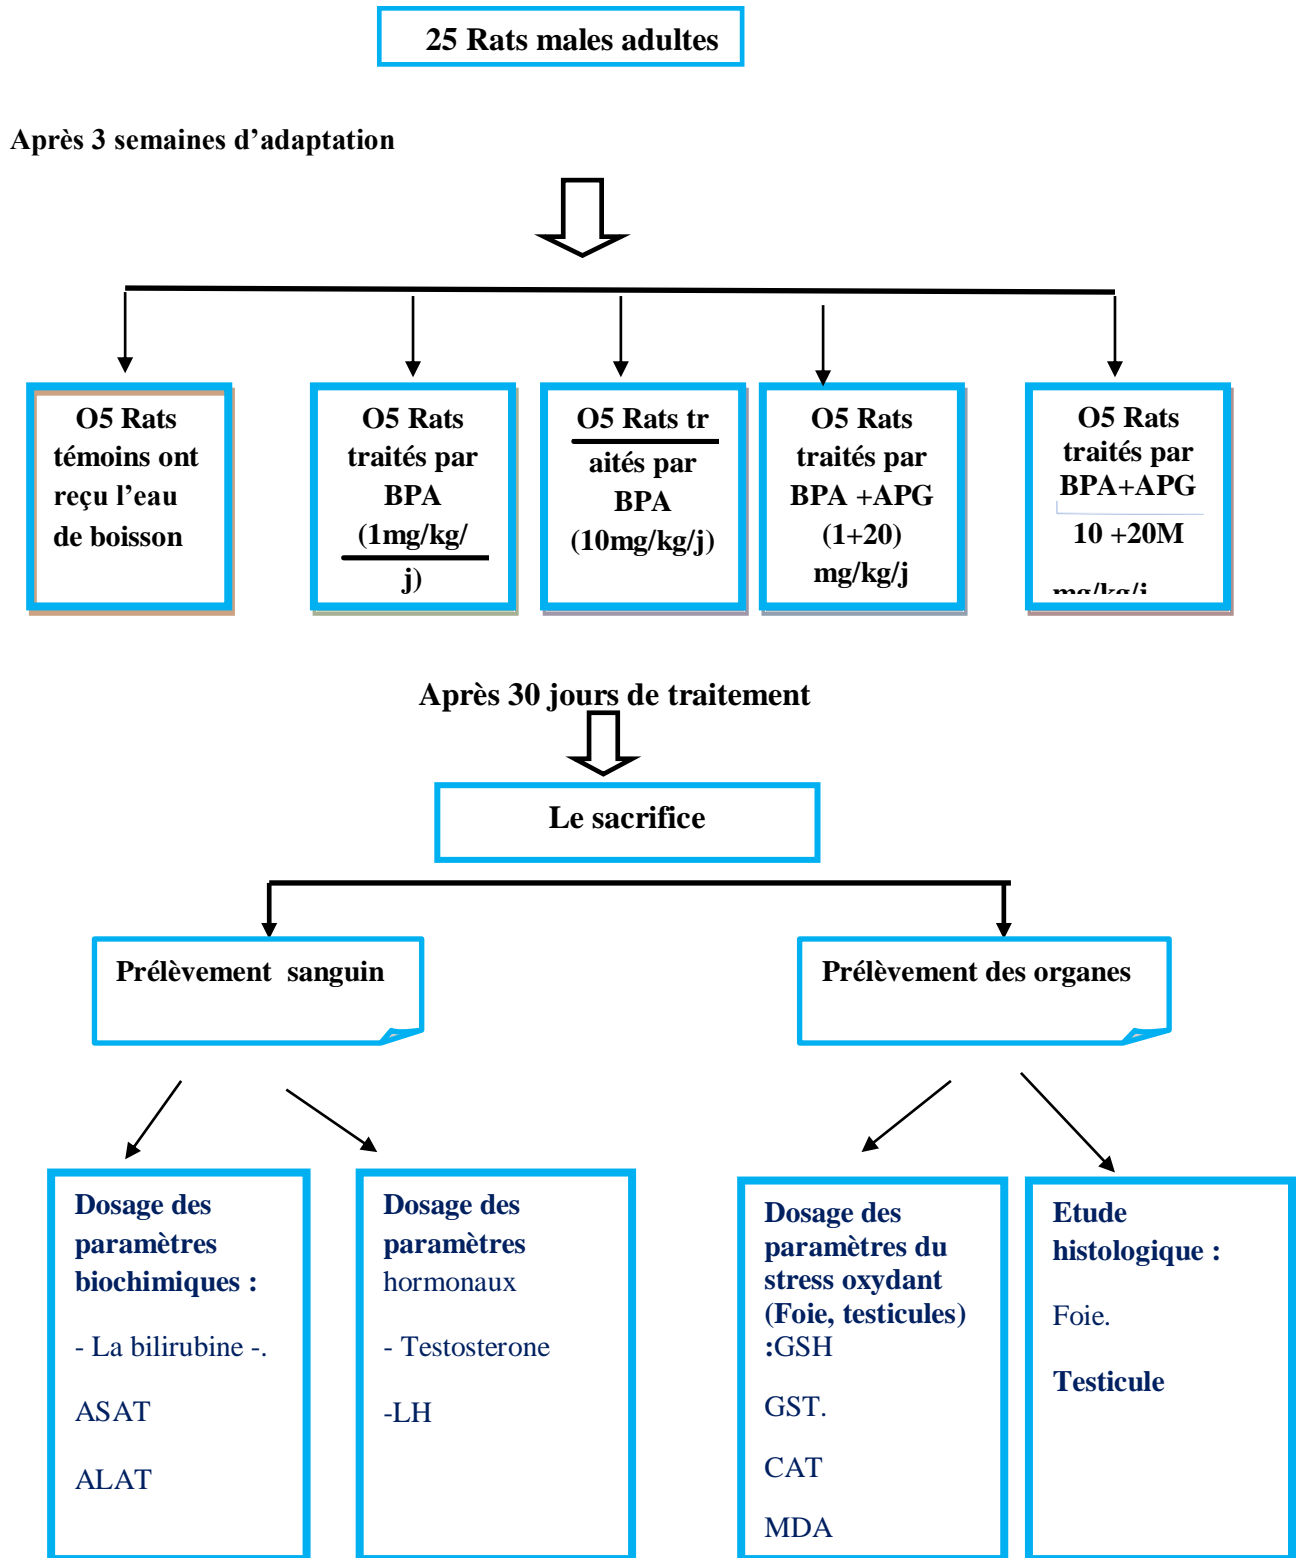 25 Rats males adultes
Après 3 semaines d’adaptation
O5 Rats
témoins ont
reçu l’eau
de boisson
O5 Rats
traités par
BPA
(1mg/kg/
j)
O5 Rats tr
aités par
BPA
(10mg/kg/j)
O5 Rats
traités par
BPA +APG
(1+20)
mg/kg/j
O5 Rats
traités par
BPA+APG
10 +20M
mg/kg/j
Après 30 jours de traitement
Le sacrifice
Prélèvement sanguin
Prélèvement des organes
Dosage des
paramètres
biochimiques :
- La bilirubine -.
ASAT
ALAT
Dosage des
paramètres
hormonaux
- Testosterone
-LH
Dosage des
paramètres du
stress oxydant
(Foie, testicules)
:GSH
GST.
CAT
MDA
Etude
histologique :
Foie.
Testicule